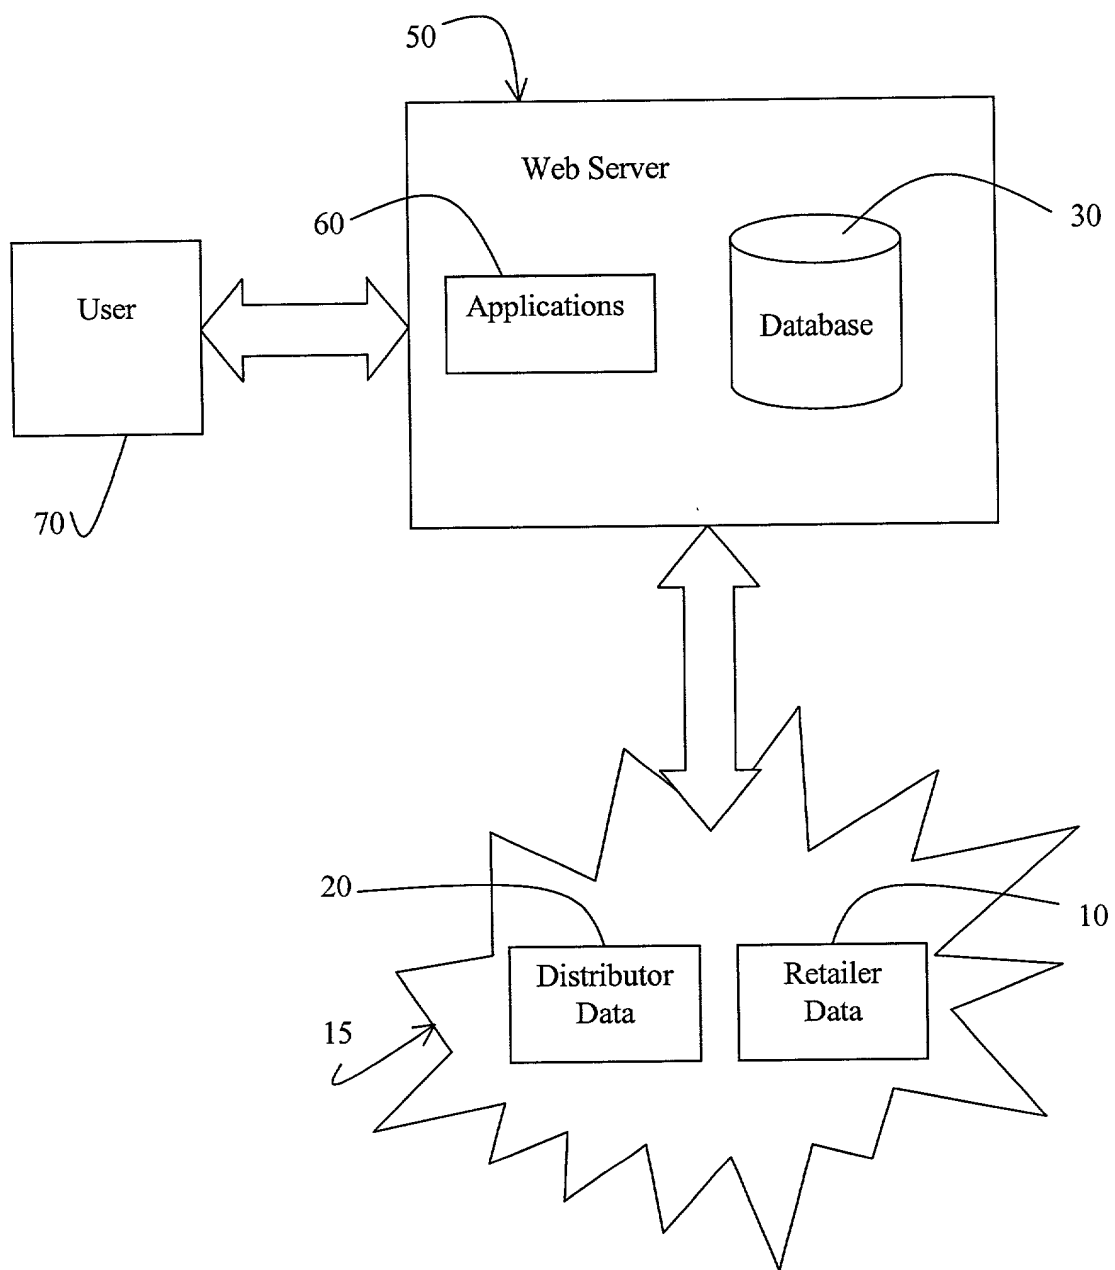 50
Web Server
60
30
User
Applications
Database
70
20
10
Distributor
Data
Retailer
Data
15